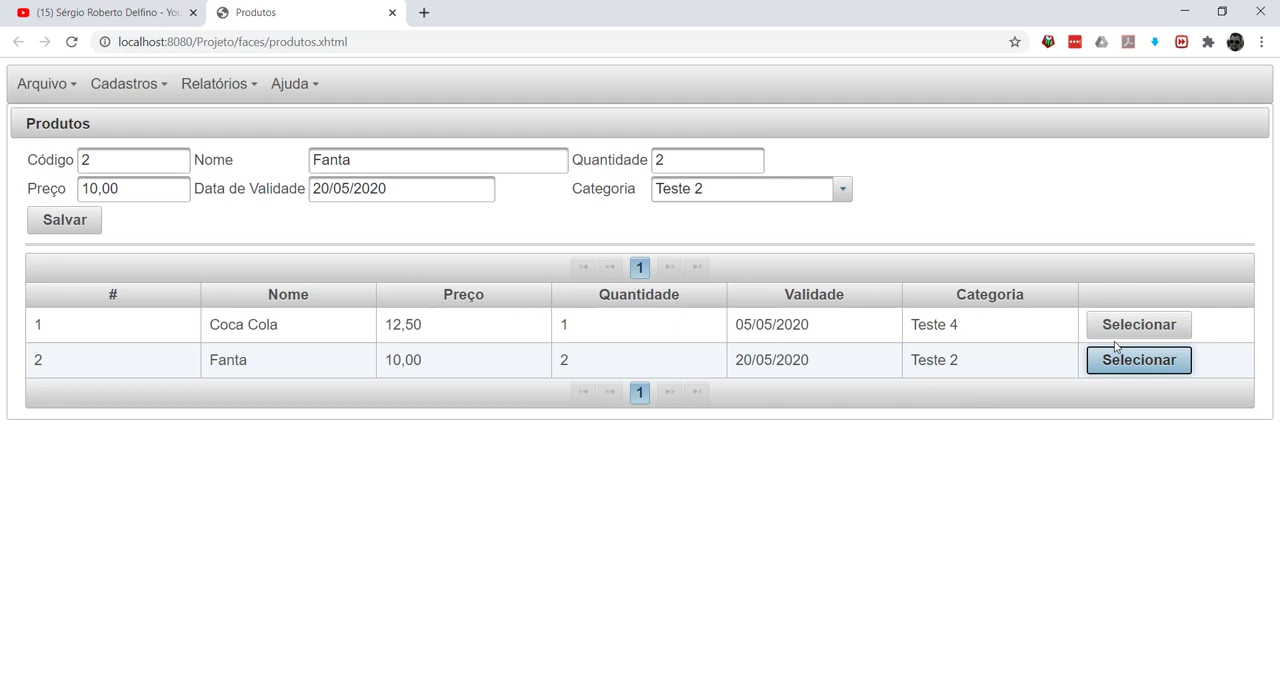 (15) Sérgio Roberto Delfino - You
Produtos
localhost:8080/Projeto/faces/produtos.xhtml
Arquivo Cadastros Relatórios Ajuda
Produtos
Código 2 Nome Fanta Quantidade 2
Preço 10,00 Data de Validade 20/05/2020 Categoria Teste 2
Salvar
1
# Nome Preço Quantidade Validade Categoria
1 Coca Cola 12,50 1 05/05/2020 Teste 4 Selecionar
2 Fanta 10,00 2 20/05/2020 Teste 2 Selecionar
1